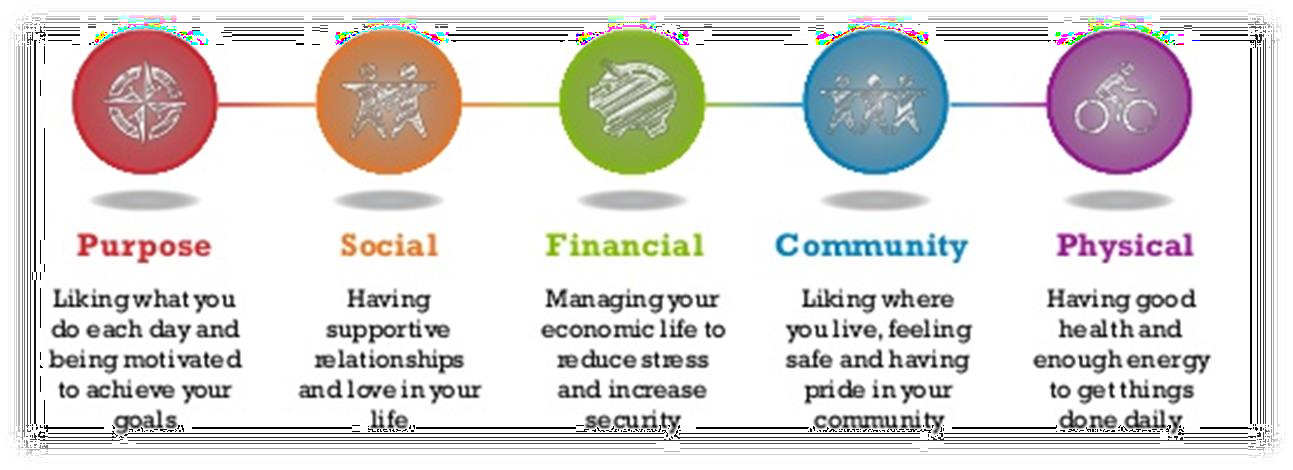 Purpose
Liking what you
do each day and
being motivated
to achieve your
goals.
Social
Having
supportive
relationships
and love in your
life.
Financial
Managing your
economic life to
reduce stress
and increase
security.
Community
Liking where
you live, feeling
safe and having
pride in your
community.
Physical
Having good
health and
enough energy
to get things
done daily.